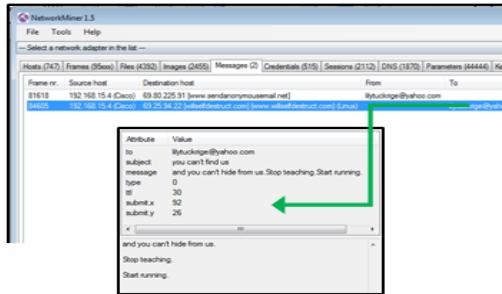 NetworkMiner 1.5
File Tools Help
--- Select a network adapter in the list ---
Hosts (747) Frames (95xxx) Files (4392) Images (2455) Messages (2) Credentials (515) Sessions (2112) DNS (1870) Parameters (44444) Ke
Frame nr. Source host Destination host From To
81618 192.168.15.4 (Cisco) 69.80.225.91 [www.sendanonymousemail.net] lilytuckrige@yahoo.com
84605 192.168.15.4 (Cisco) 69.25.94.22 [willselfdestruct.com] [www.willselfdestruct.com] (Linux)
Attribute Value
to lilytuckrige@yahoo.com
subject you can't find us
message and you can't hide from us.Stop teaching.Start running.
type 0
ttl 30
submit.x 92
submit.y 26
and you can't hide from us.
Stop teaching.
Start running.